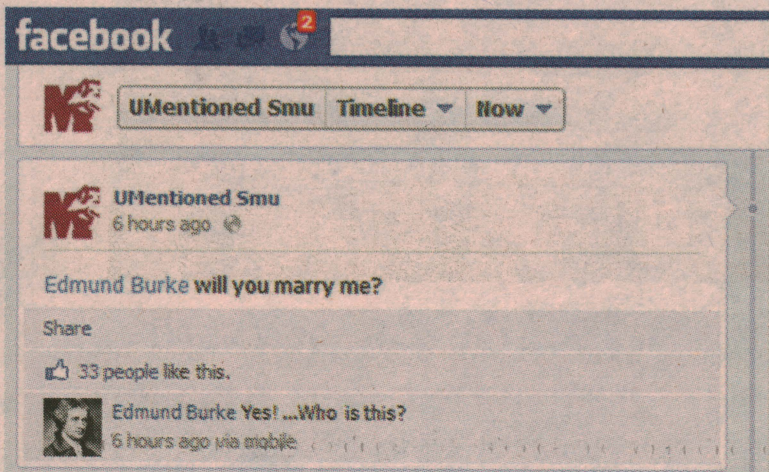 facebook 2
UMentioned Smu Timeline Now
UMentioned Smu
6 hours ago
Edmund Burke will you marry me?
Share
33 people like this.
Edmund Burke Yes! ...Who is this?
6 hours ago via mobile